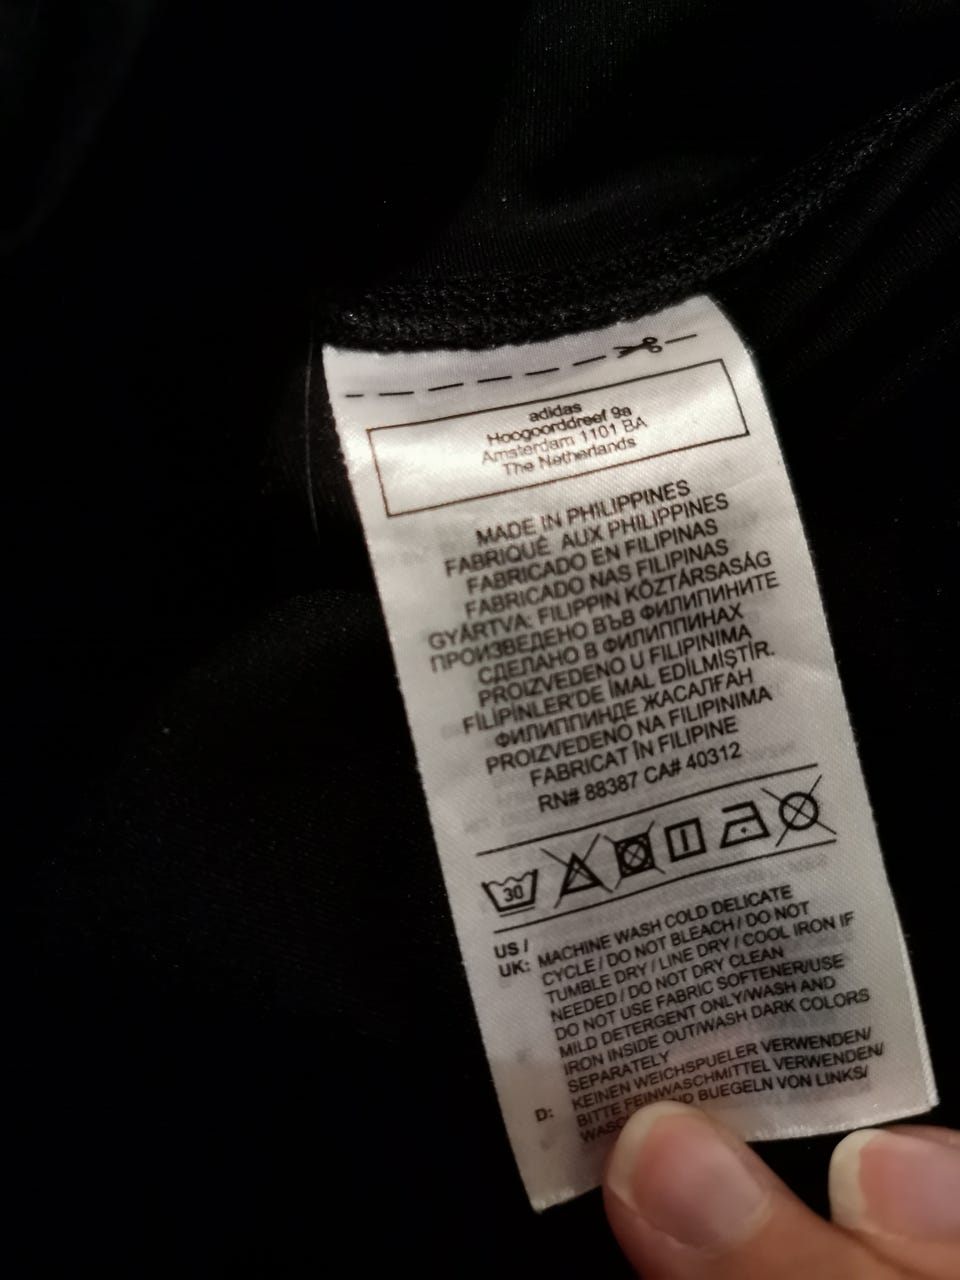 adidas
Hoogoorddreef 9a
Amsterdam 1101 BA
The Netherlands
MADE IN PHILIPPINES
FABRIQUÉ AUX PHILIPPINES
FABRICADO EN FILIPINAS
FABRICADO NAS FILIPINAS
GYÁRTVA: FILIPPIN KÖZTÁRSASÁG
ПРОИЗВЕДЕНО ВЪВ ФИЛИПИНИТЕ
СДЕЛАНО В ФИЛИППИНАХ
PROIZVEDENO U FILIPINIMA
FİLİPİNLER'DE İMAL EDİLMİŞTİR.
ФИЛИППИНДЕ ЖАСАЛҒАН
PROIZVEDENO NA FILIPINIMA
FABRICAT ÎN FILIPINE
RN# 88387 CA# 40312
30
US / UK: MACHINE WASH COLD DELICATE
CYCLE / DO NOT BLEACH / DO NOT
TUMBLE DRY / LINE DRY / COOL IRON IF
NEEDED / DO NOT DRY CLEAN
DO NOT USE FABRIC SOFTENER/USE
MILD DETERGENT ONLY/WASH AND
IRON INSIDE OUT/WASH DARK COLORS
SEPARATELY
D: KEINEN WEICHSPUELER VERWENDEN/
BITTE FEINWASCHMITTEL VERWENDEN/
BUEGELN VON LINKS/